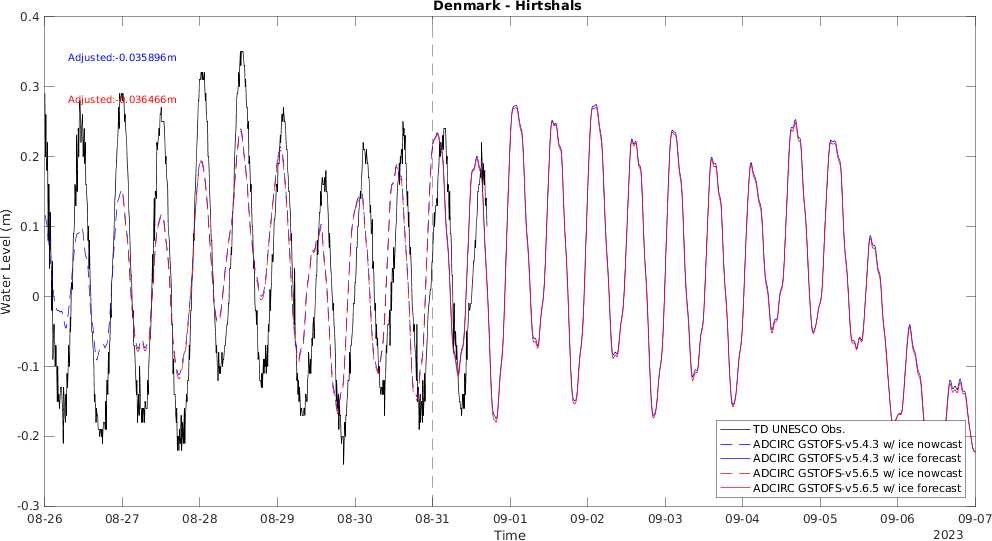 Denmark - Hirtshals
0.4
Adjusted:-0.035896m
0.3
Adjusted:-0.036466m
0.2
0.1
0
-0.1
-0.2
-0.3
Water Level (m)
TD UNESCO Obs.
ADCIRC GSTOFS-v5.4.3 w/ ice nowcast
ADCIRC GSTOFS-v5.4.3 w/ ice forecast
ADCIRC GSTOFS-v5.6.5 w/ ice nowcast
ADCIRC GSTOFS-v5.6.5 w/ ice forecast
08-26 08-27 08-28 08-29 08-30 08-31 09-01 09-02 09-03 09-04 09-05 09-06 09-07
Time
2023